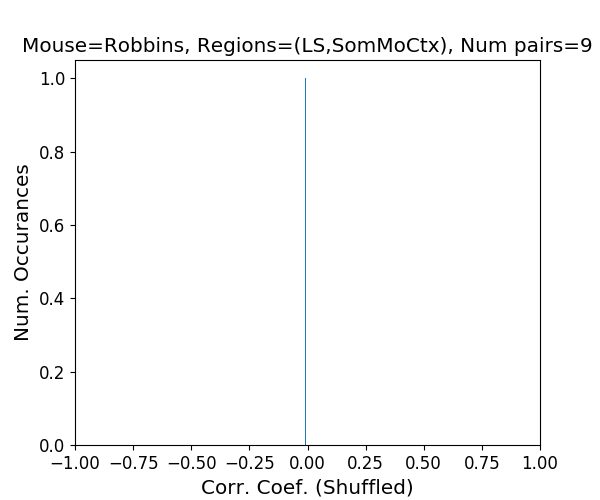 Mouse=Robbins, Regions=(LS,SomMoCtx), Num pairs=9
1.0
0.8
0.6
0.4
0.2
0.0
Num. Occurances
−1.00 −0.75 −0.50 −0.25 0.00 0.25 0.50 0.75 1.00
Corr. Coef. (Shuffled)